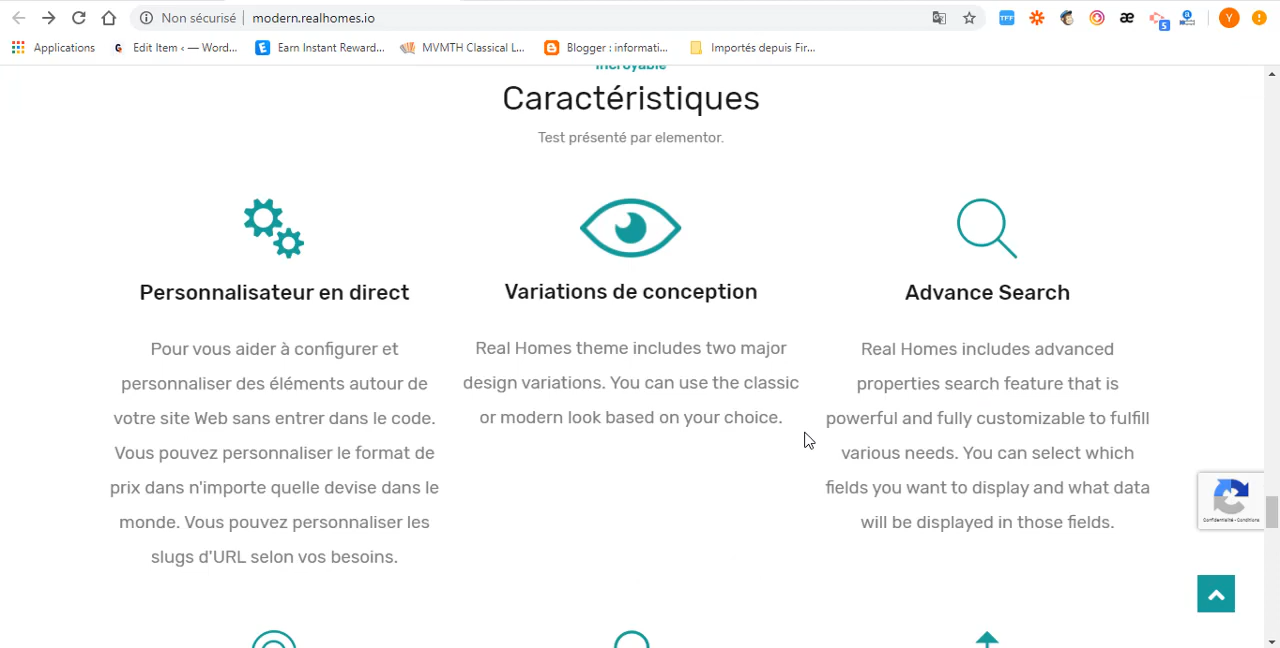 Non sécurisé | modern.realhomes.io
TFF
æ
5
Y
Applications
G
Edit Item ‹ — Word...
E
Earn Instant Reward...
MVMTH Classical L...
Blogger : informati...
Importés depuis Fir...
Incroyable
Caractéristiques
Test présenté par elementor.
Personnalisateur en direct
Pour vous aider à configurer et
personnaliser des éléments autour de
votre site Web sans entrer dans le code.
Vous pouvez personnaliser le format de
prix dans n'importe quelle devise dans le
monde. Vous pouvez personnaliser les
slugs d'URL selon vos besoins.
Variations de conception
Real Homes theme includes two major
design variations. You can use the classic
or modern look based on your choice.
Advance Search
Real Homes includes advanced
properties search feature that is
powerful and fully customizable to fulfill
various needs. You can select which
fields you want to display and what data
will be displayed in those fields.
Confidentialité - Conditions